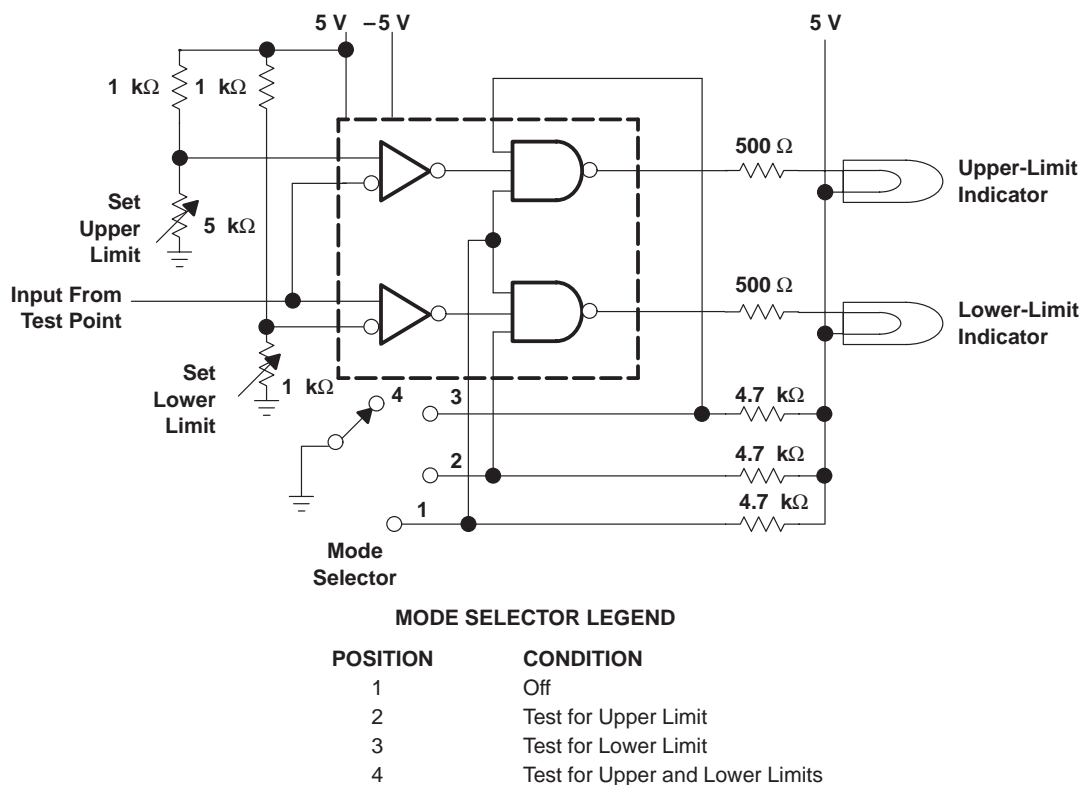 5 V
–5 V
5 V
1 kΩ
1 kΩ
500 Ω
Upper-Limit
Indicator
Set
Upper
Limit
5 kΩ
Input From
Test Point
500 Ω
Lower-Limit
Indicator
Set
Lower
Limit
1 kΩ
4
3
4.7 kΩ
2
4.7 kΩ
1
4.7 kΩ
Mode
Selector
MODE SELECTOR LEGEND
POSITION CONDITION
1 Off
2 Test for Upper Limit
3 Test for Lower Limit
4 Test for Upper and Lower Limits